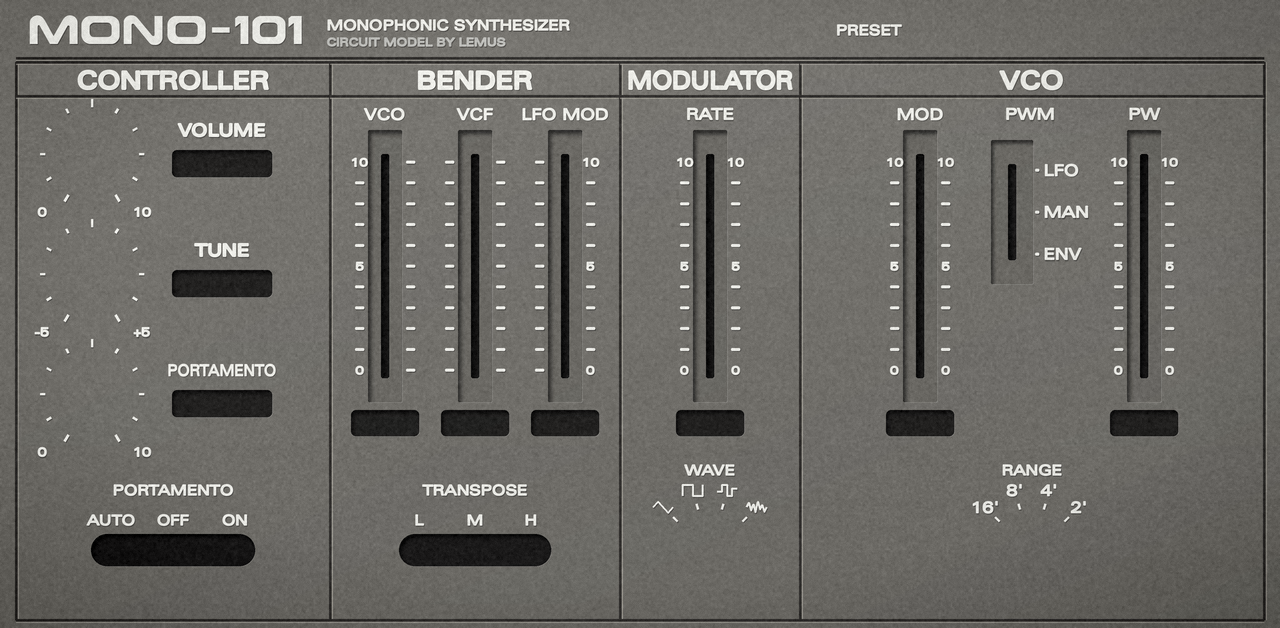 MONO-101
MONOPHONIC SYNTHESIZER
CIRCUIT MODEL BY LEMUS
PRESET
CONTROLLER
BENDER
MODULATOR
VCO
VOLUME
0 10
TUNE
-5 +5
PORTAMENTO
0 10
PORTAMENTO
AUTO OFF ON
VCO VCF LFO MOD
10 10
5 5
0 0
TRANSPOSE
L M H
RATE
10 10
5 5
0 0
WAVE
MOD PWM PW
10 10 10 10
LFO
MAN
ENV
5 5 5 5
0 0 0 0
RANGE
16' 8' 4' 2'